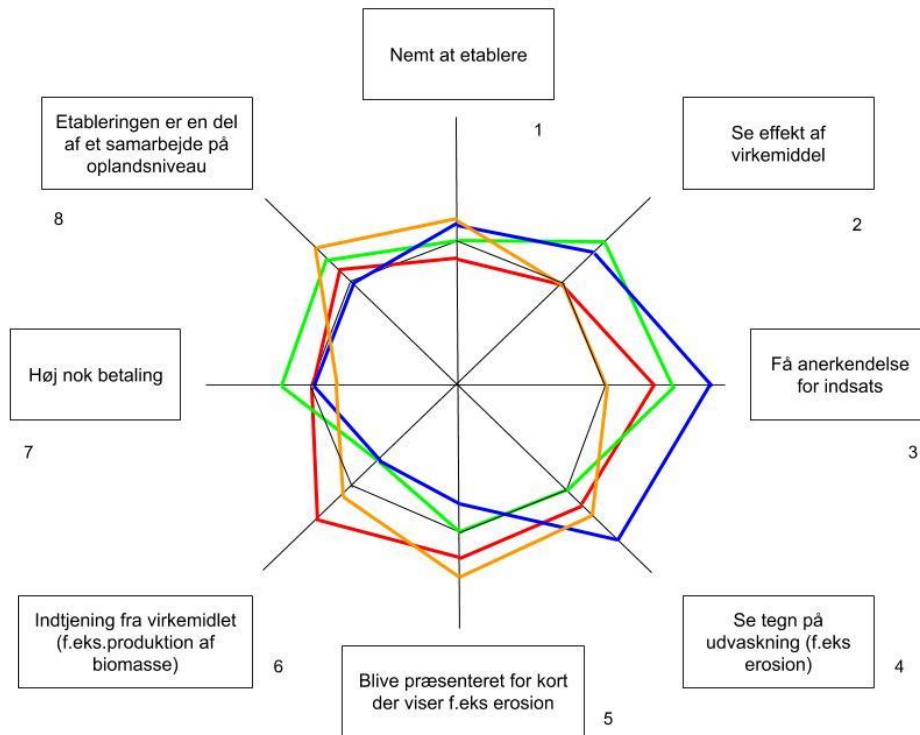 Nemt at etablere
1
Se effekt af
virkemiddel
2
Få anerkendelse
for indsats
3
Se tegn på
udvaskning (f.eks
erosion)
4
Blive præsenteret for kort
der viser f.eks erosion
5
Indtjening fra virkemidlet
(f.eks.produktion af
biomasse)
6
Høj nok betaling
7
Etableringen er en del
af et samarbejde på
oplandsniveau
8